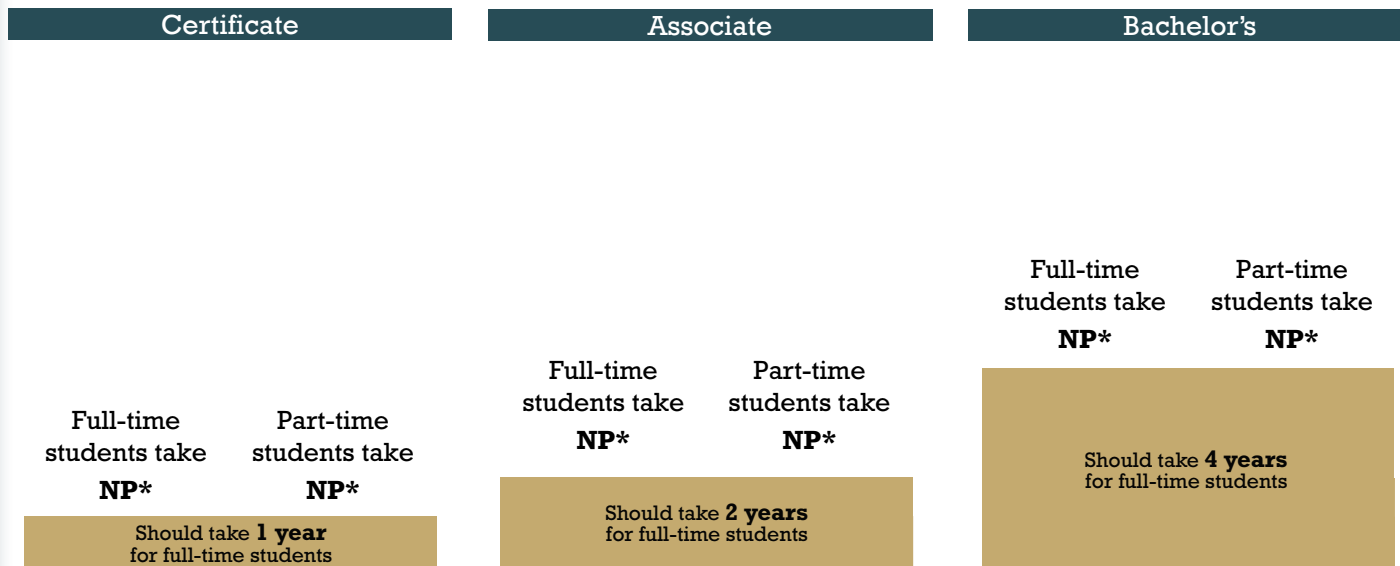 Certificate
Full-time
students take
NP*
Part-time
students take
NP*
Should take 1 year
for full-time students
Associate
Full-time
students take
NP*
Part-time
students take
NP*
Should take 2 years
for full-time students
Bachelor's
Full-time
students take
NP*
Part-time
students take
NP*
Should take 4 years
for full-time students